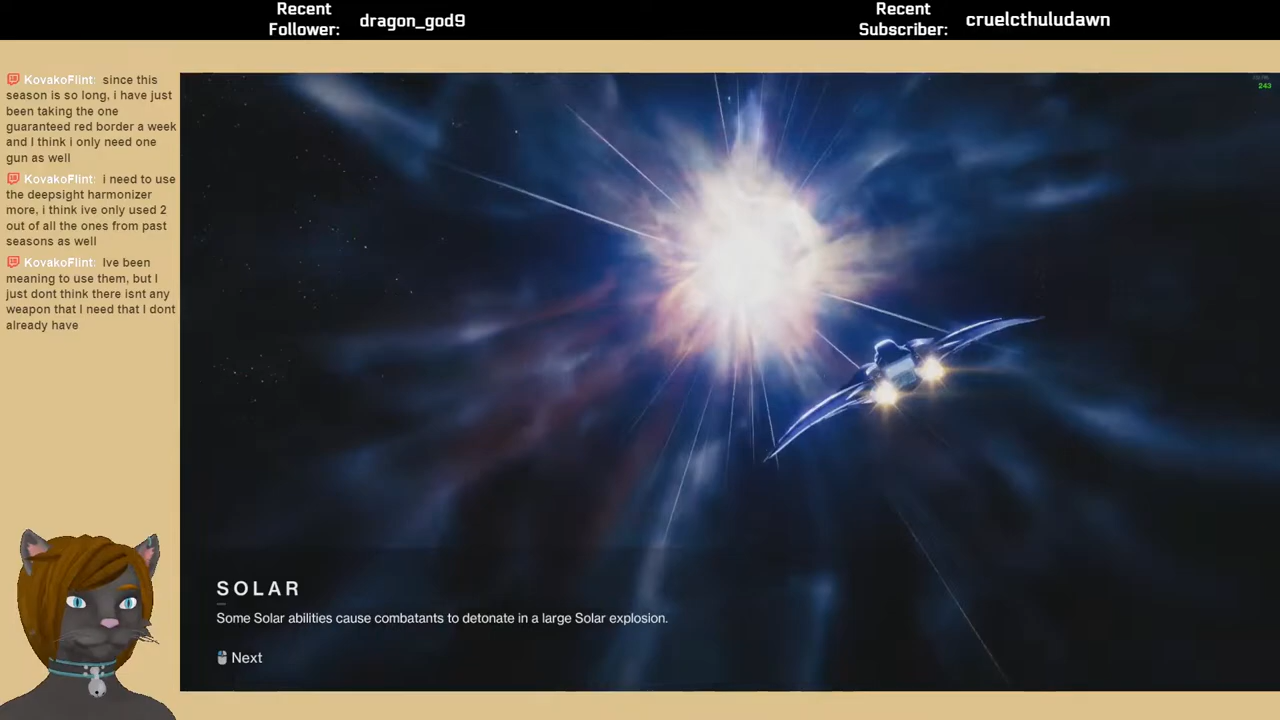 Recent
Follower:
dragon_god9
Recent
Subscriber:
cruelcthuludawn
KovakoFlint: since this
season is so long, i have just
been taking the one
guaranteed red border a week
and I think i only need one
gun as well
KovakoFlint: i need to use
the deepsight harmonizer
more, i think ive only used 2
out of all the ones from past
seasons as well
KovakoFlint: Ive been
meaning to use them, but I
just dont think there isnt any
weapon that I need that I dont
already have
243
SOLAR
Some Solar abilities cause combatants to detonate in a large Solar explosion.
Next